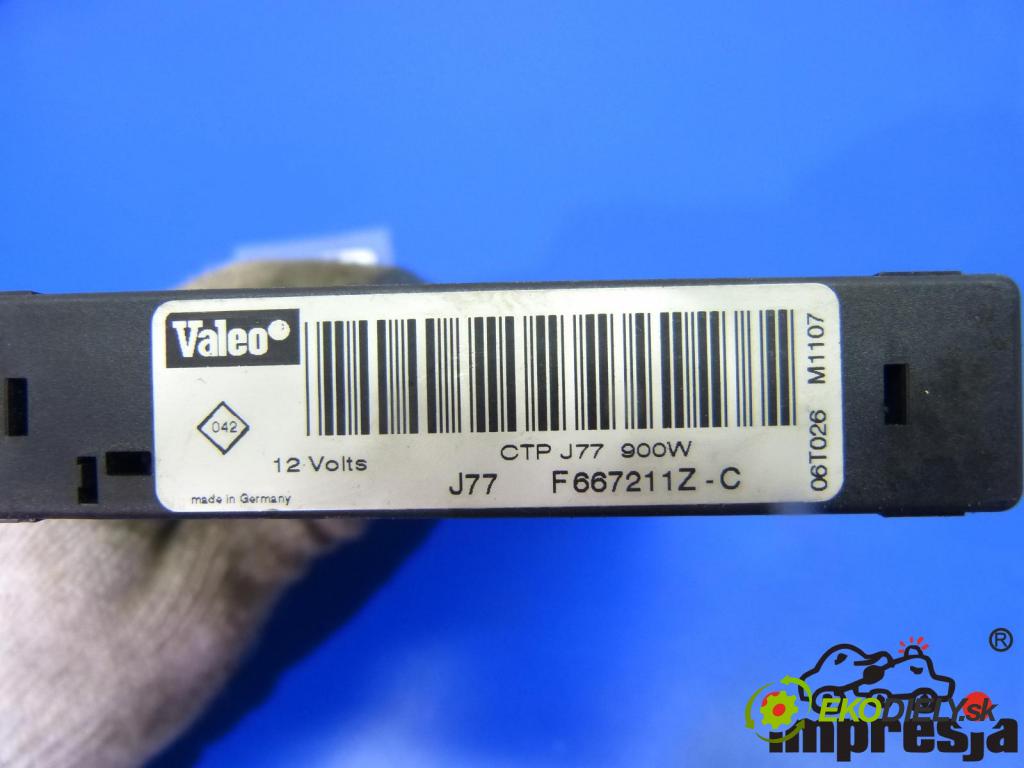 Valeo
042
12 Volts
made in Germany
CTP J77 900W
J77 F667211Z-C
06T026 M1107
®
EKODIELY.sk
impresja